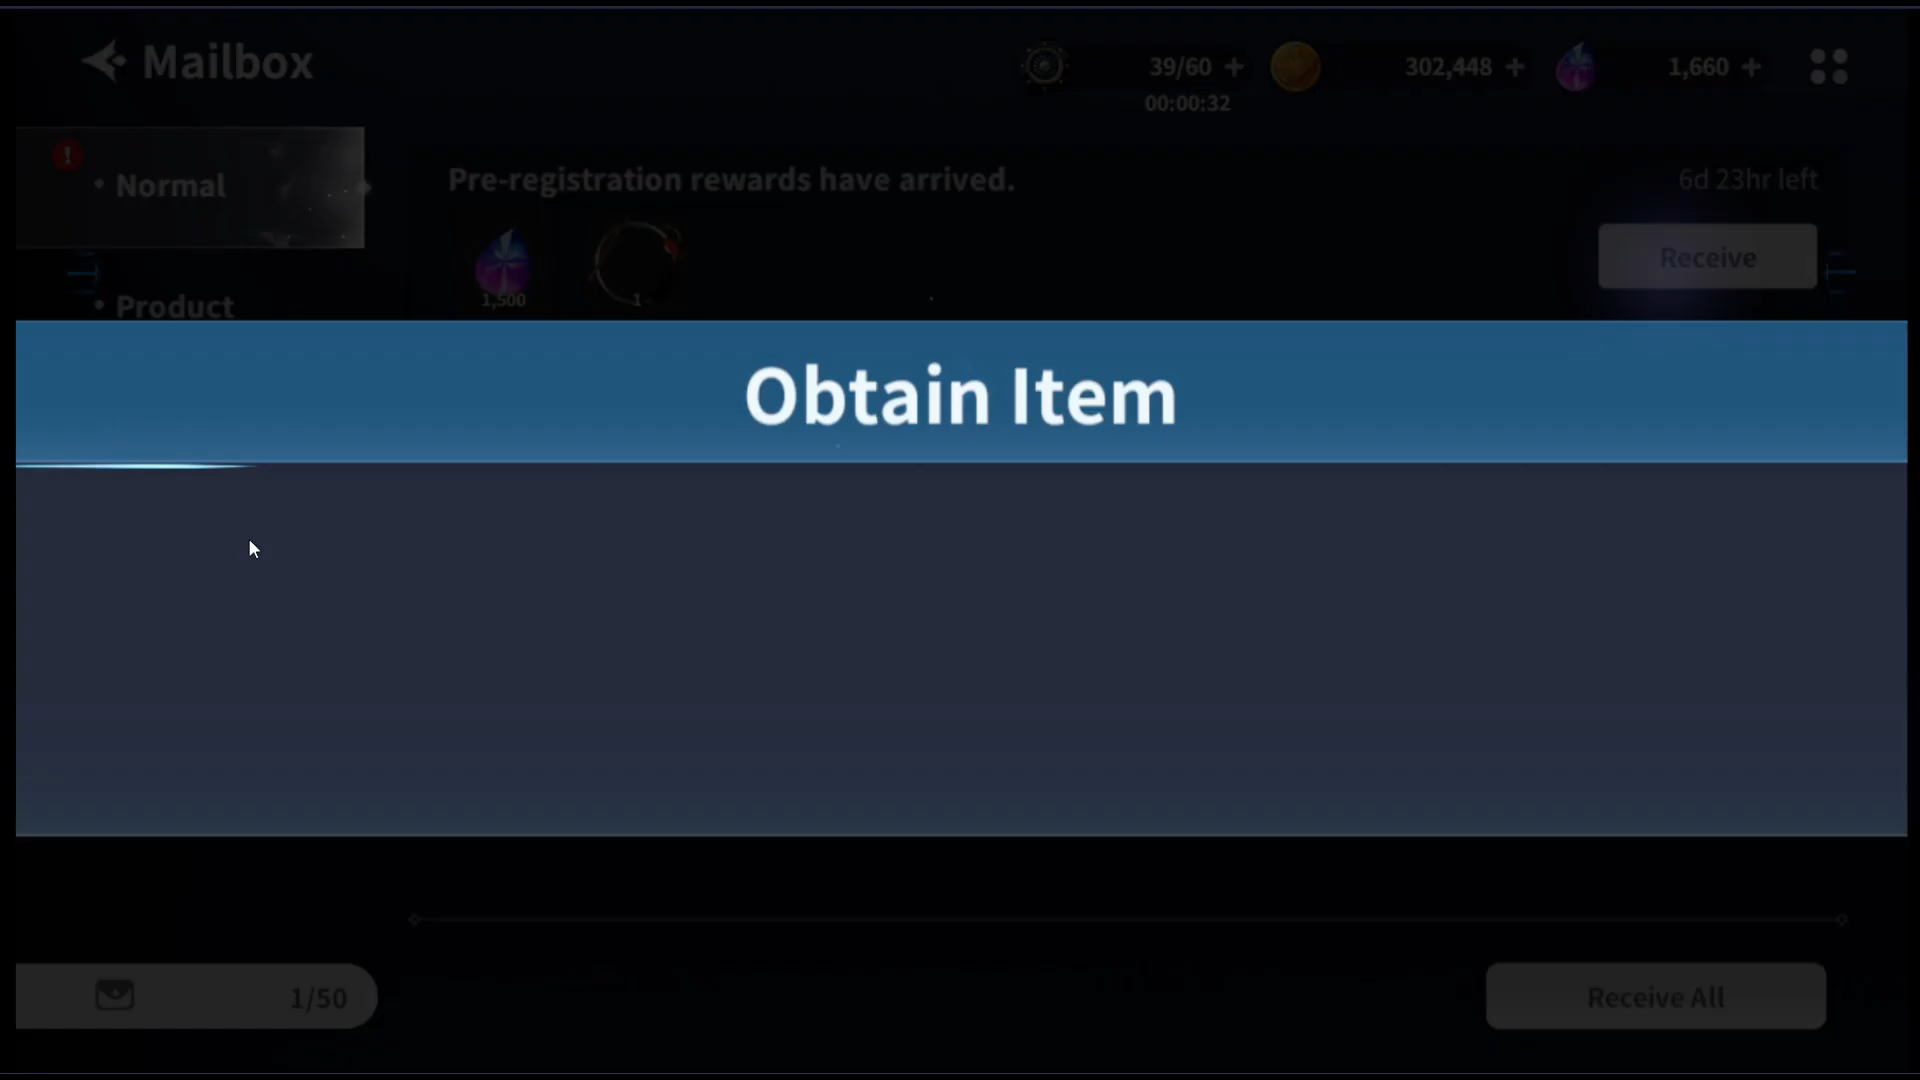 Mailbox
39/60 +
302,448 +
1,660 +
00:00:32
!
• Normal
Pre-registration rewards have arrived.
6d 23hr left
1,500
1
Receive
• Product
Obtain Item
1/50
Receive All